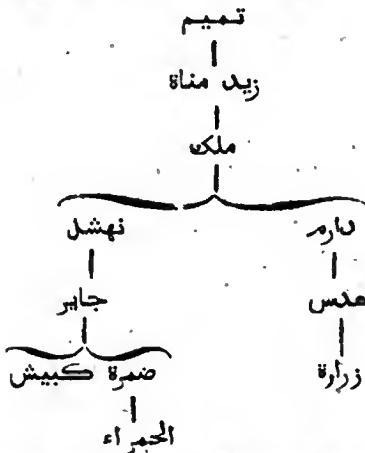 تميم
زيد مناة
ملك
دارم نهشل
عدس جابر
زرارة ضمرة كبيش
الحمراء